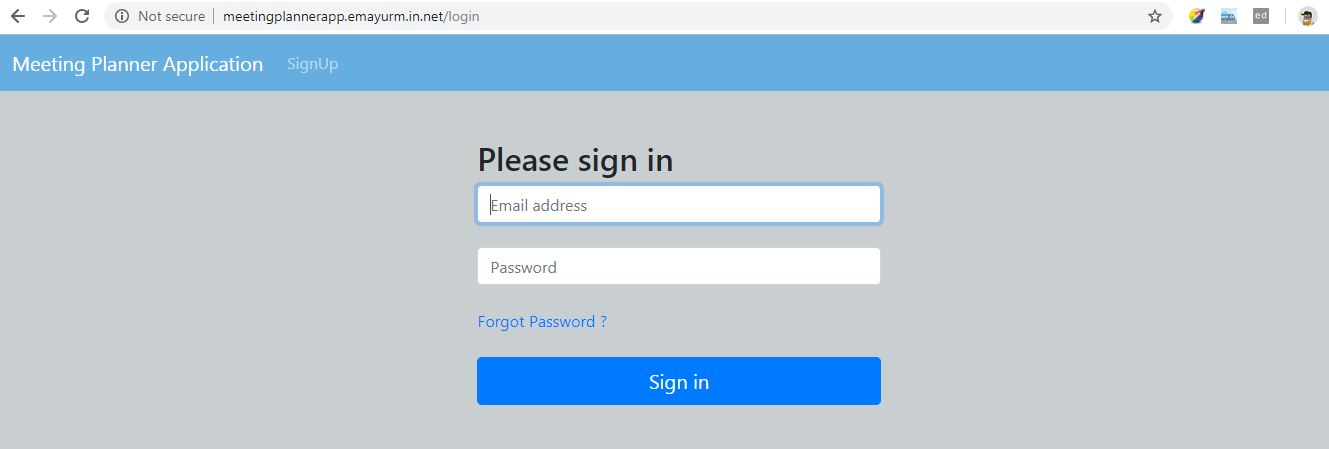 Not secure | meetingplannerapp.emayurm.in.net/login
ed
Meeting Planner Application SignUp
Please sign in
Email address
Password
Forgot Password ?
Sign in